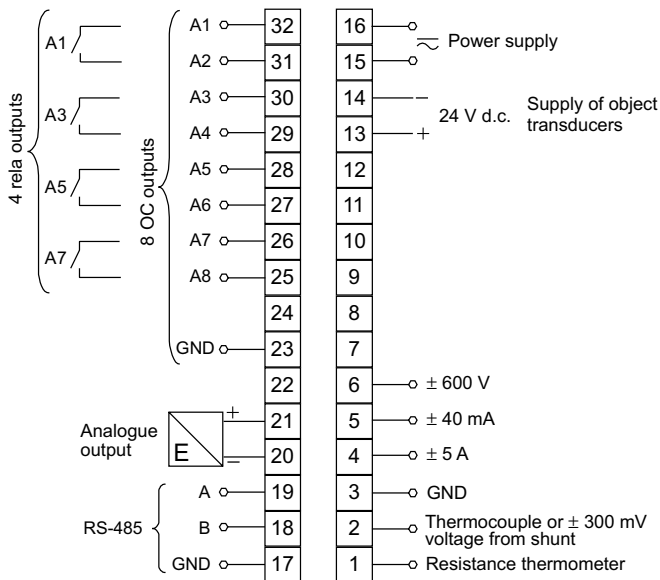 A1
A3
A5
A7
4 rela outputs
8 OC outputs
A1 32
A2 31
A3 30
A4 29
A5 28
A6 27
A7 26
A8 25
24
GND 23
22
Analogue
output
E
+ 21
− 20
RS-485
A 19
B 18
GND 17
16
15
Power supply
14 −
13 +
24 V d.c.
Supply of object
transducers
12
11
10
9
8
7
6 ± 600 V
5 ± 40 mA
4 ± 5 A
3 GND
2 Thermocouple or ± 300 mV
voltage from shunt
1 Resistance thermometer